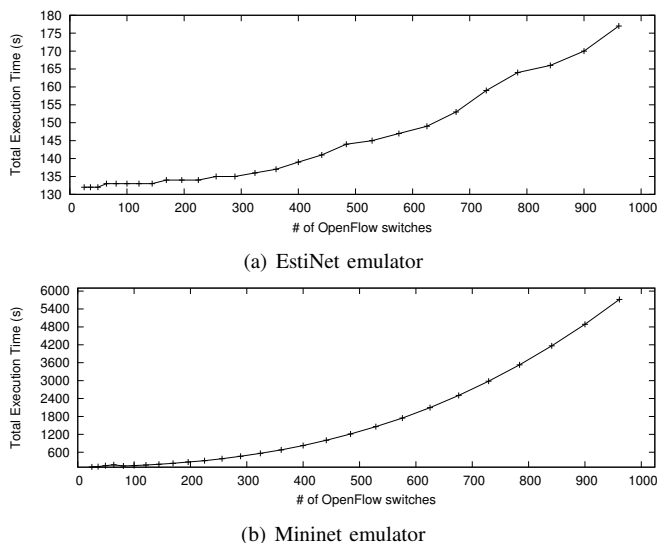 180
175
170
165
160
155
150
145
140
135
130
Total Execution Time (s)
0 100 200 300 400 500 600 700 800 900 1000
# of OpenFlow switches
(a) EstiNet emulator
6000
5400
4800
4200
3600
3000
2400
1800
1200
600
Total Execution Time (s)
0 100 200 300 400 500 600 700 800 900 1000
# of OpenFlow switches
(b) Mininet emulator